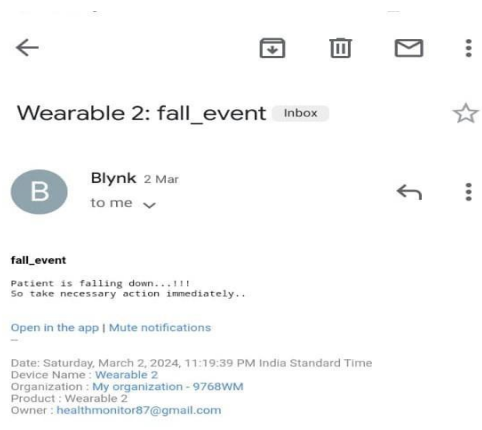 Wearable 2: fall_event Inbox
B
Blynk 2 Mar
to me
fall_event
Patient is falling down...!!!
So take necessary action immediately..
Open in the app | Mute notifications
--
Date: Saturday, March 2, 2024, 11:19:39 PM India Standard Time
Device Name : Wearable 2
Organization : My organization - 9768WM
Product : Wearable 2
Owner : healthmonitor87@gmail.com